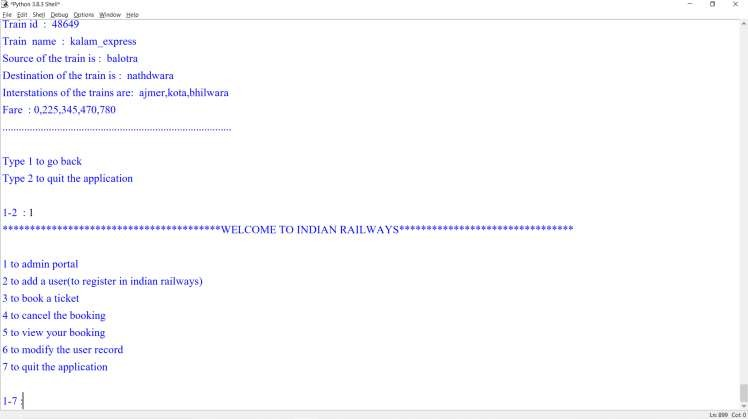 *Python 3.8.3 Shell*
File Edit Shell Debug Options Window Help
Train id : 48649
Train name : kalam_express
Source of the train is : balotra
Destination of the train is : nathdwara
Interstations of the trains are: ajmer,kota,bhilwara
Fare : 0,225,345,470,780
.....................................................................................
Type 1 to go back
Type 2 to quit the application
1-2 : 1
****************************************WELCOME TO INDIAN RAILWAYS********************************
1 to admin portal
2 to add a user(to register in indian railways)
3 to book a ticket
4 to cancel the booking
5 to view your booking
6 to modify the user record
7 to quit the application
1-7 :
Ln: 899 Col: 0